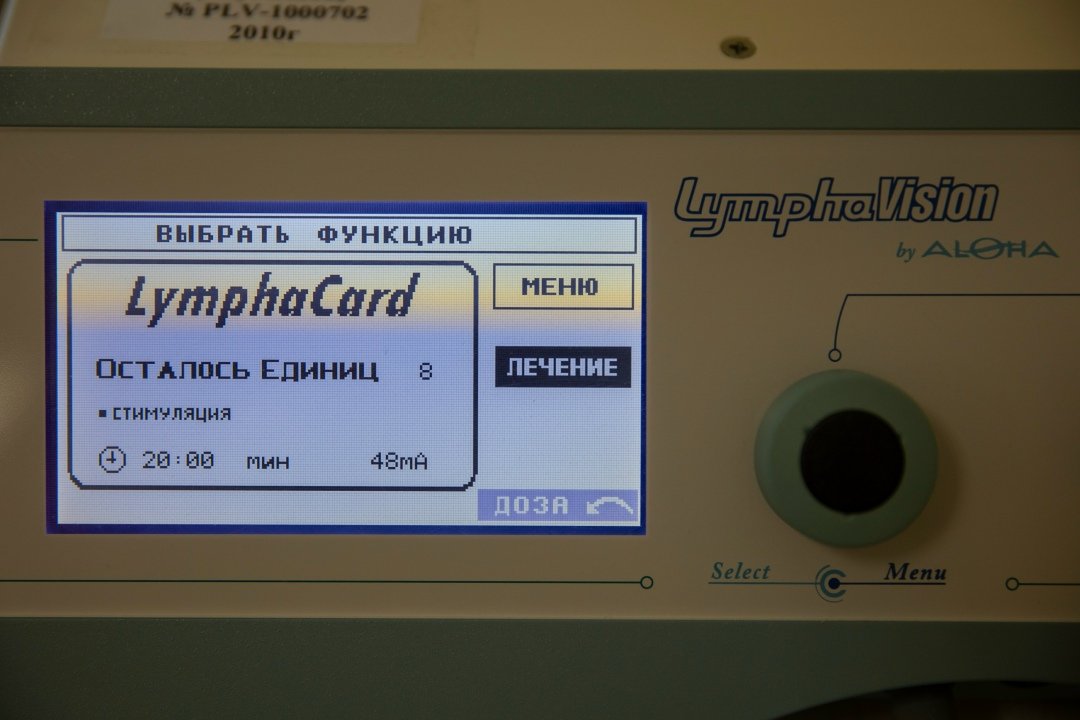 № PLV-1000702
2010г
LymphaVision
by ALOHA
ВЫБРАТЬ ФУНКЦИЮ
LymphaCard
МЕНЮ
Осталось Единиц 8
ЛЕЧЕНИЕ
▪ СТИМУЛЯЦИЯ
20:00 мин 48mA
ДОЗА
Select Menu